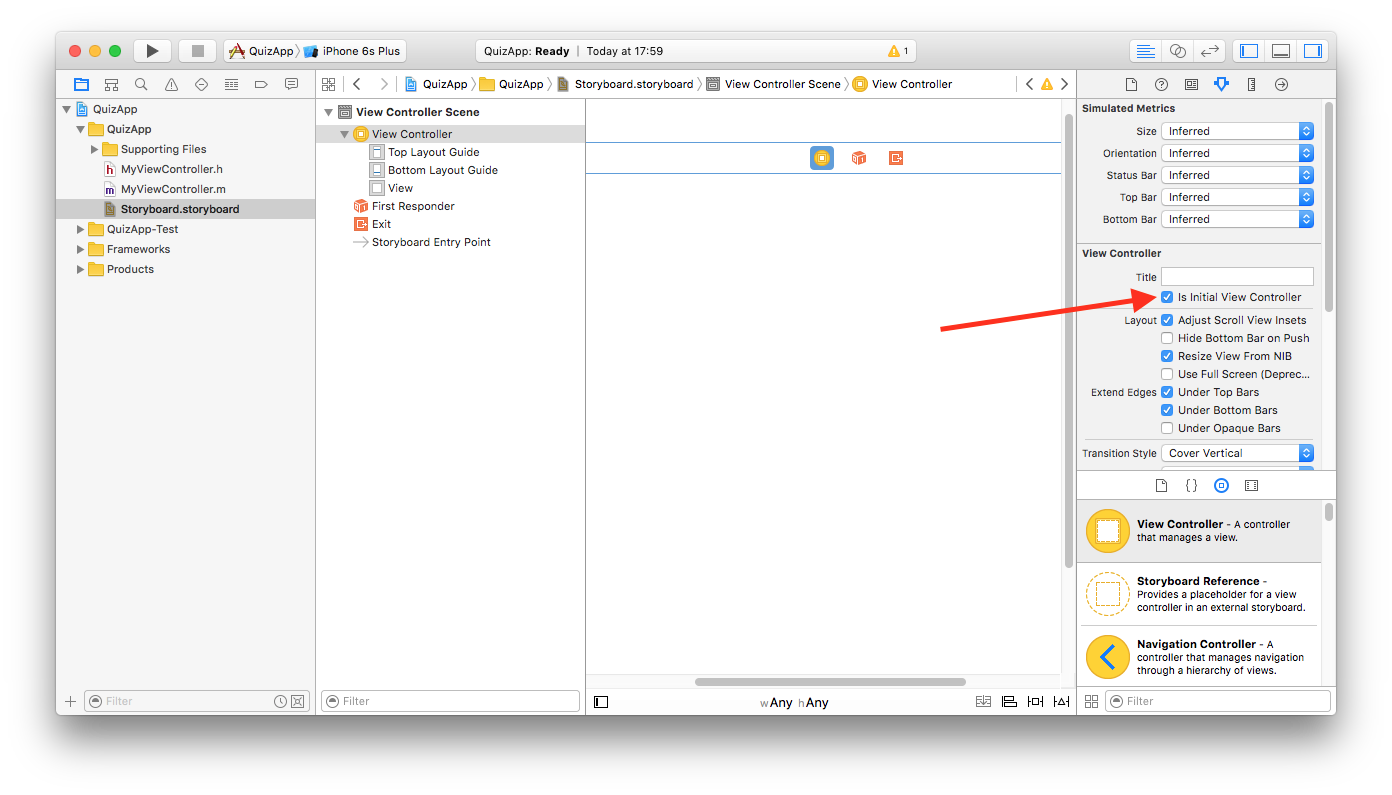 QuizApp iPhone 6s Plus
QuizApp: Ready | Today at 17:59
1
QuizApp
QuizApp
Supporting Files
MyViewController.h
MyViewController.m
Storyboard.storyboard
QuizApp-Test
Frameworks
Products
Filter
QuizApp QuizApp Storyboard.storyboard View Controller Scene View Controller
View Controller Scene
View Controller
Top Layout Guide
Bottom Layout Guide
View
First Responder
Exit
Storyboard Entry Point
Filter
wAny hAny
Simulated Metrics
Size Inferred
Orientation Inferred
Status Bar Inferred
Top Bar Inferred
Bottom Bar Inferred
View Controller
Title
Is Initial View Controller
Layout Adjust Scroll View Insets
Hide Bottom Bar on Push
Resize View From NIB
Use Full Screen (Deprec...
Extend Edges Under Top Bars
Under Bottom Bars
Under Opaque Bars
Transition Style Cover Vertical
View Controller - A controller
that manages a view.
Storyboard Reference -
Provides a placeholder for a view
controller in an external storyboard.
Navigation Controller - A
controller that manages navigation
through a hierarchy of views.
Filter